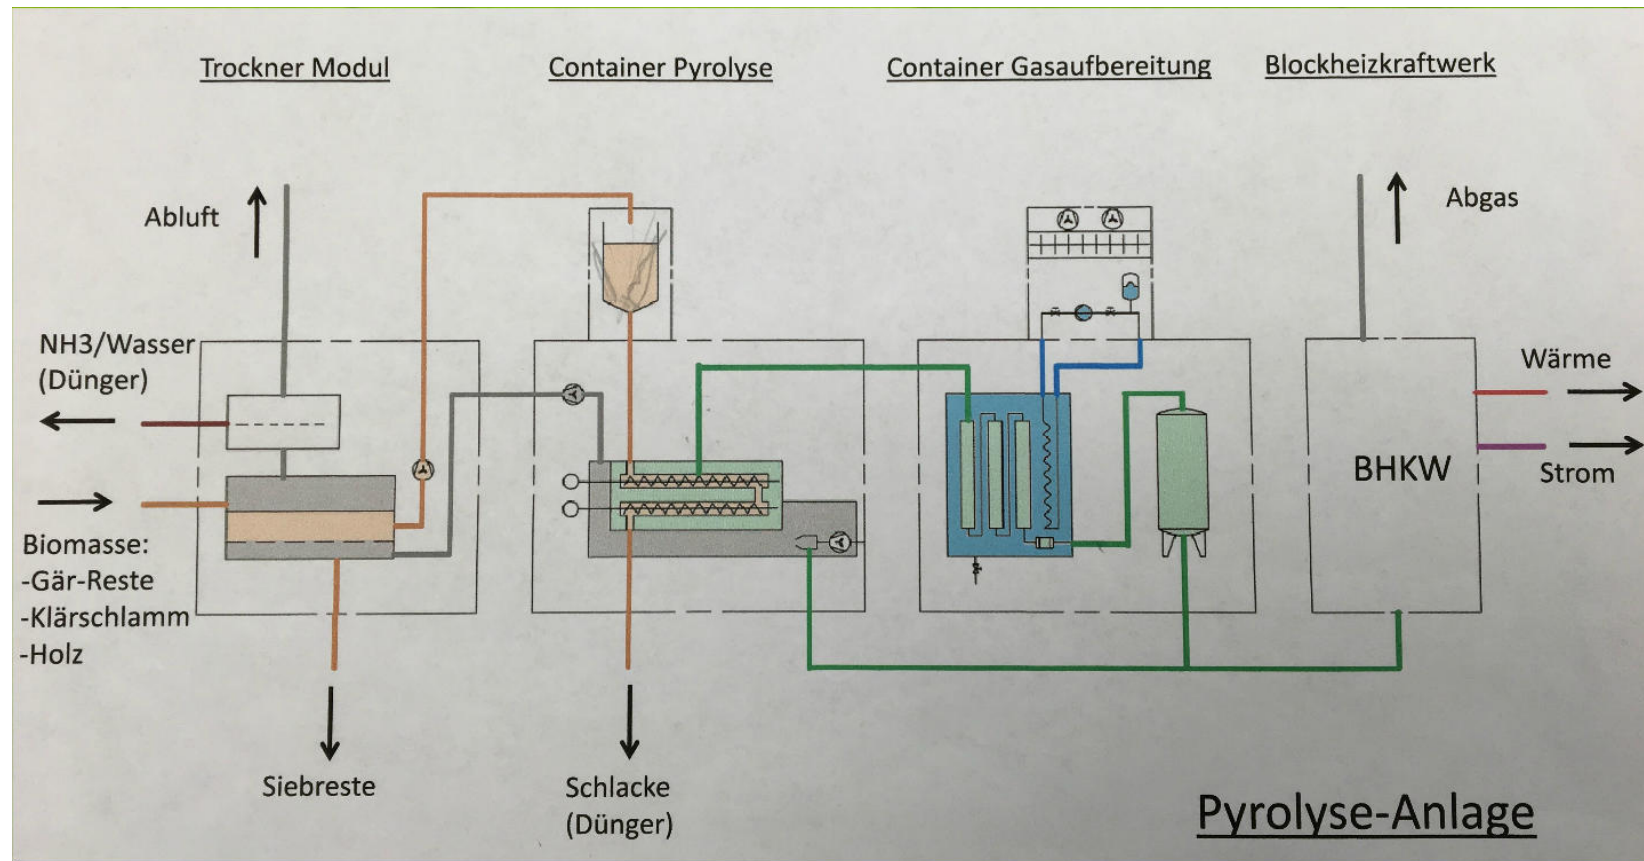 Trockner Modul
Container Pyrolyse
Container Gasaufbereitung
Blockheizkraftwerk
Abluft
Abgas
NH3/Wasser
(Dünger)
Wärme
BHKW
Strom
Biomasse:
-Gär-Reste
-Klärschlamm
-Holz
Siebreste
Schlacke
(Dünger)
Pyrolyse-Anlage